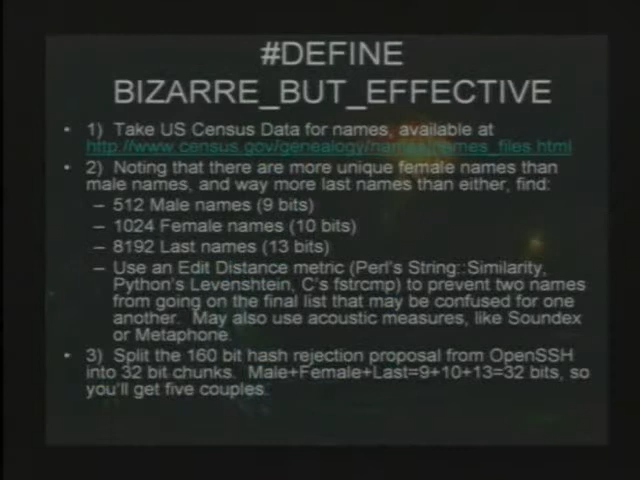 #DEFINE
BIZARRE_BUT_EFFECTIVE
• 1) Take US Census Data for names, available at
http://www.census.gov/genealogy/names/names_files.html
• 2) Noting that there are more unique female names than
male names, and way more last names than either, find:
– 512 Male names (9 bits)
– 1024 Female names (10 bits)
– 8192 Last names (13 bits)
– Use an Edit Distance metric (Perl's String::Similarity,
Python's Levenshtein, C's fstrcmp) to prevent two names
from going on the final list that may be confused for one
another. May also use acoustic measures, like Soundex
or Metaphone.
• 3) Split the 160 bit hash rejection proposal from OpenSSH
into 32 bit chunks. Male+Female+Last=9+10+13=32 bits, so
you'll get five couples.